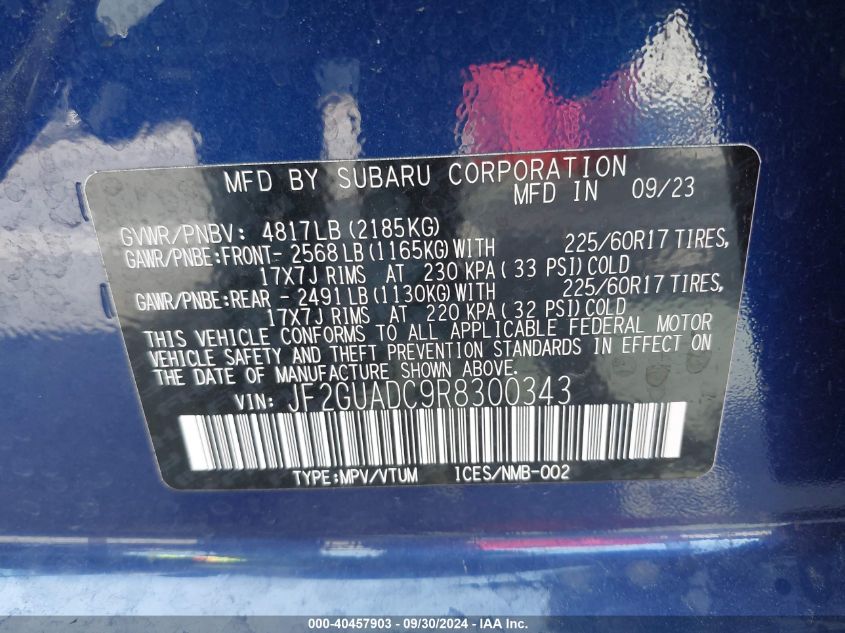 MFD BY SUBARU CORPORATION
MFD IN 09/23
GVWR/PNBV: 4817LB(2185KG)
GAWR/PNBE:FRONT- 2568LB(1165KG)WITH 225/60R17 TIRES,
17X7J RIMS AT 230 KPA(33 PSI)COLD
GAWR/PNBE:REAR - 2491LB(1130KG)WITH 225/60R17 TIRES,
17X7J RIMS AT 220 KPA(32 PSI)COLD
THIS VEHICLE CONFORMS TO ALL APPLICABLE FEDERAL MOTOR
VEHICLE SAFETY AND THEFT PREVENTION STANDARDS IN EFFECT ON
THE DATE OF MANUFACTURE SHOWN ABOVE.
VIN: JF2GUADC9R8300343
TYPE:MPV/VTUM ICES/NMB-002
000-40457903 - 09/30/2024 - IAA Inc.